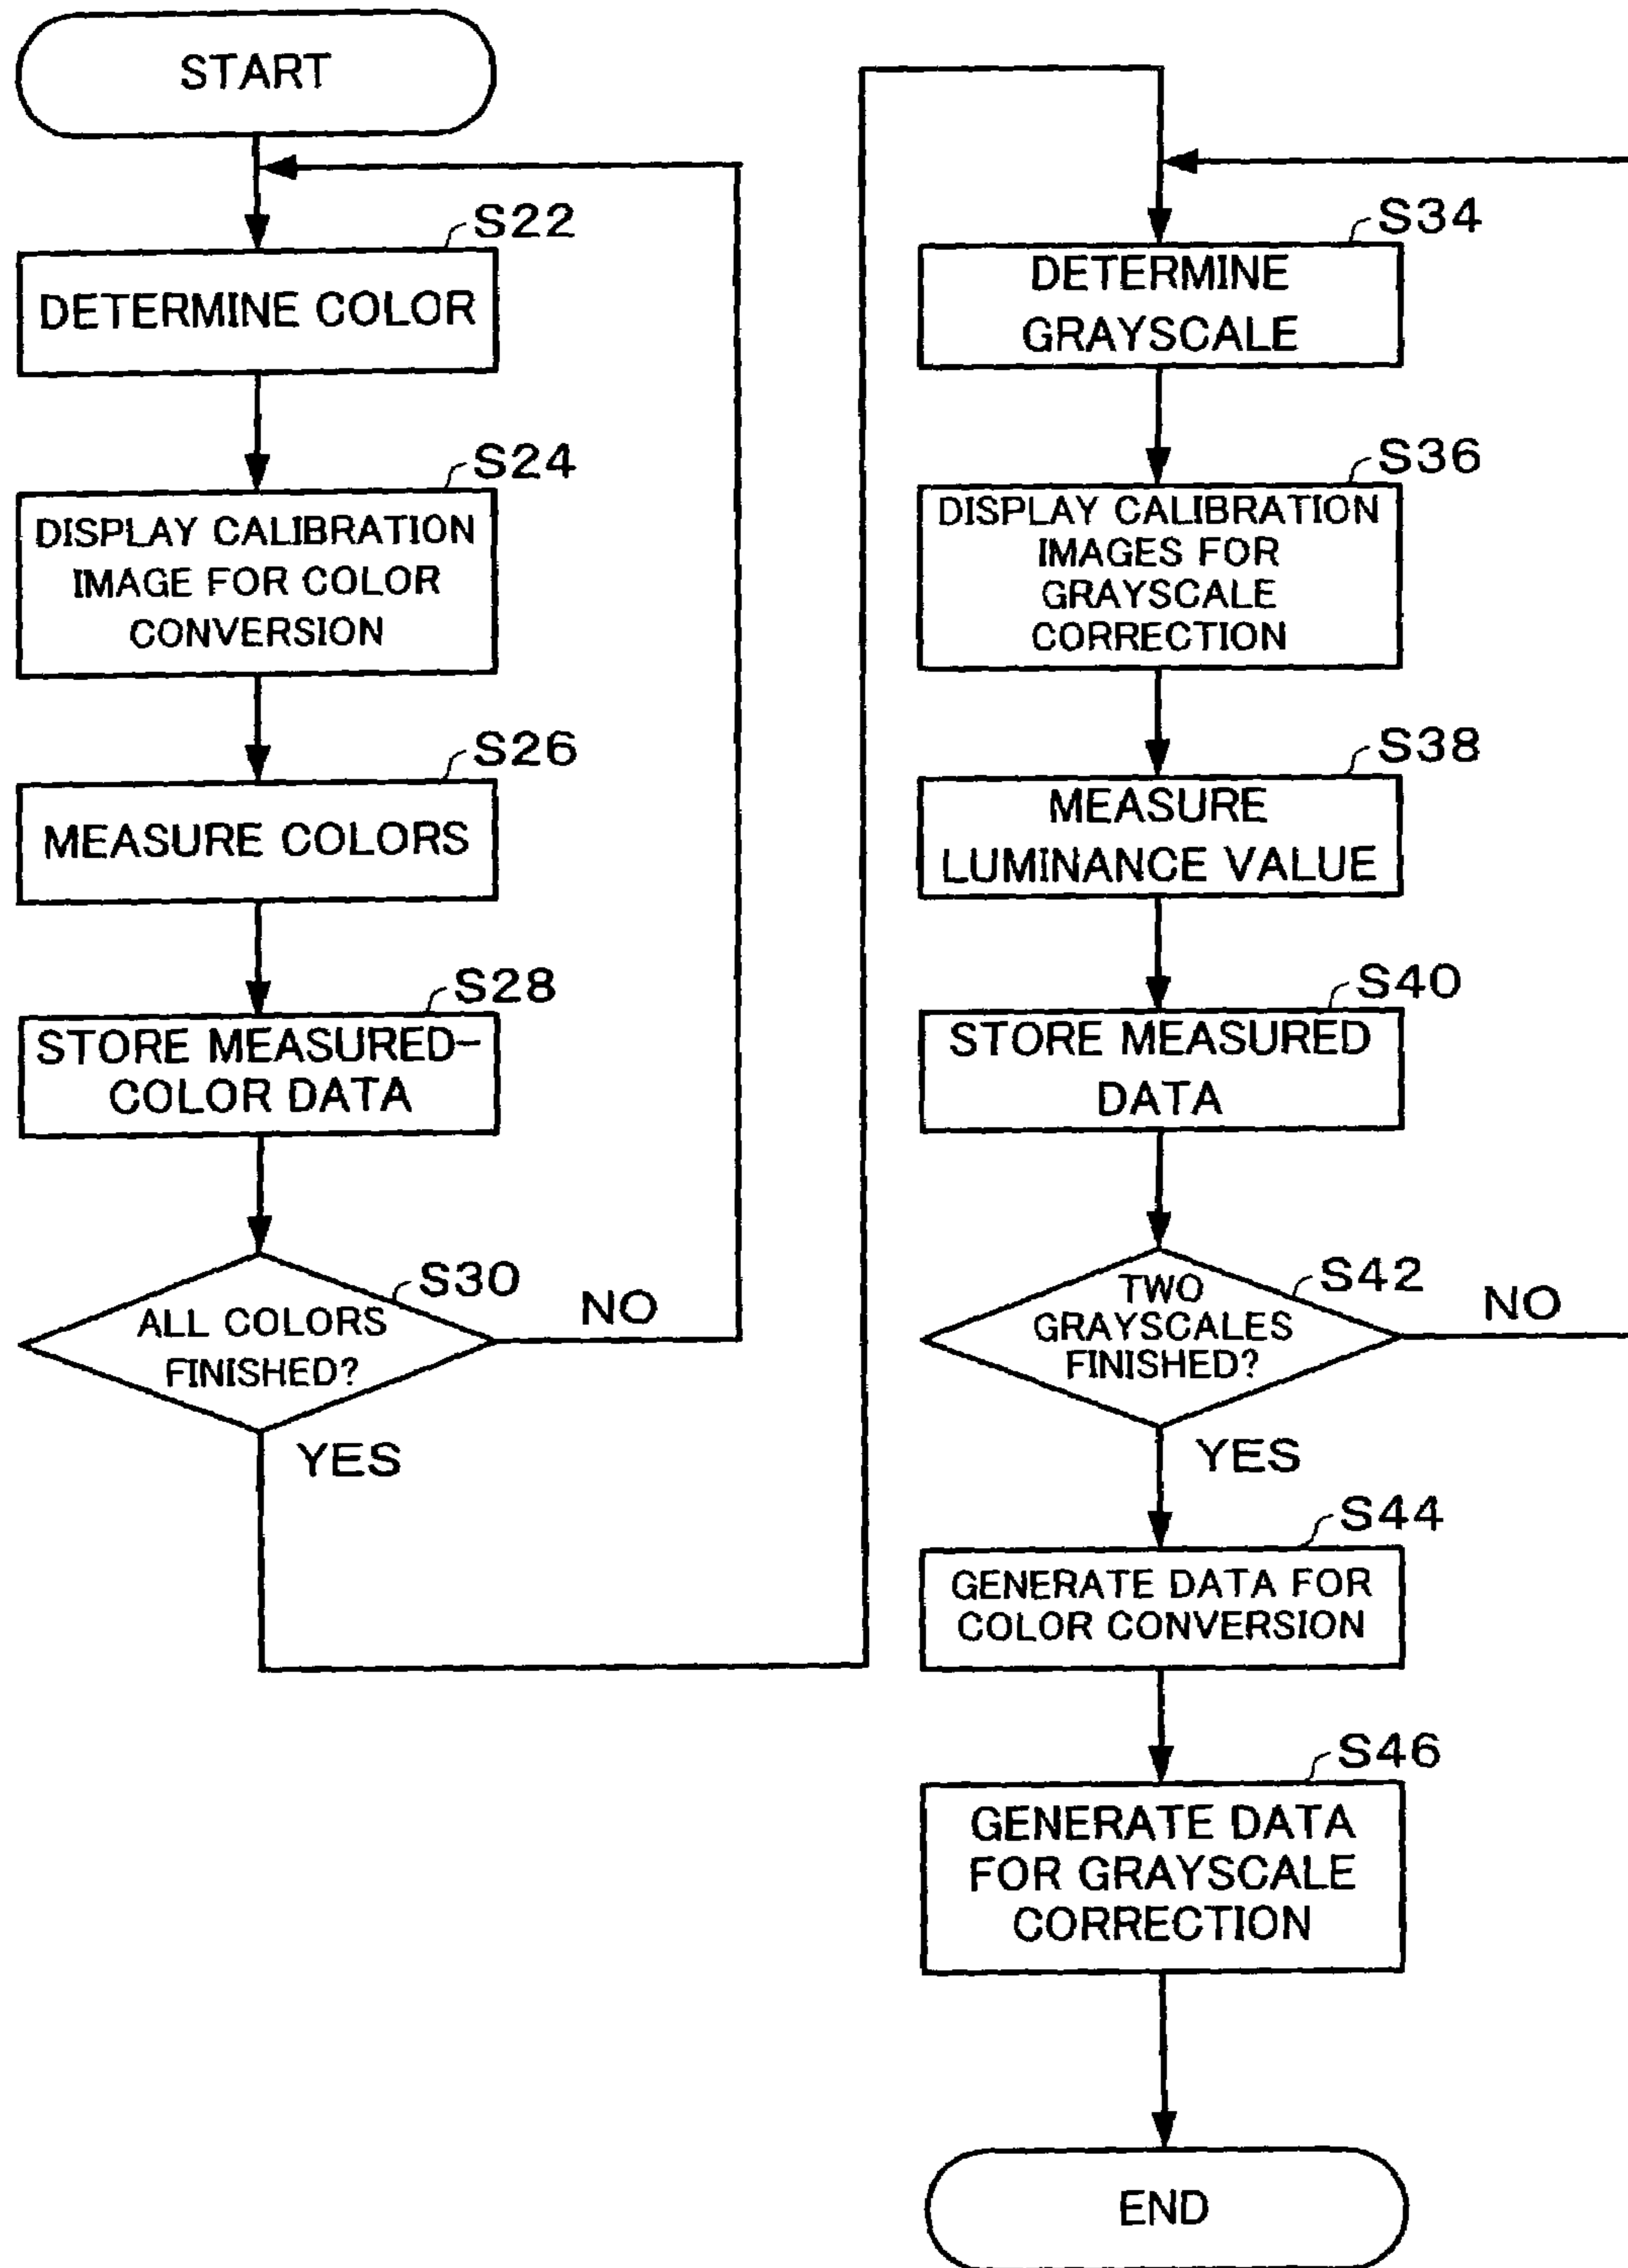 START
S22
DETERMINE COLOR
S24
DISPLAY CALIBRATION
IMAGE FOR COLOR
CONVERSION
S26
MEASURE COLORS
S28
STORE MEASURED-
COLOR DATA
S30
ALL COLORS
FINISHED?
NO
YES
S34
DETERMINE
GRAYSCALE
S36
DISPLAY CALIBRATION
IMAGES FOR
GRAYSCALE
CORRECTION
S38
MEASURE
LUMINANCE VALUE
S40
STORE MEASURED
DATA
S42
TWO
GRAYSCALES
FINISHED?
NO
YES
S44
GENERATE DATA FOR
COLOR CONVERSION
S46
GENERATE DATA
FOR GRAYSCALE
CORRECTION
END